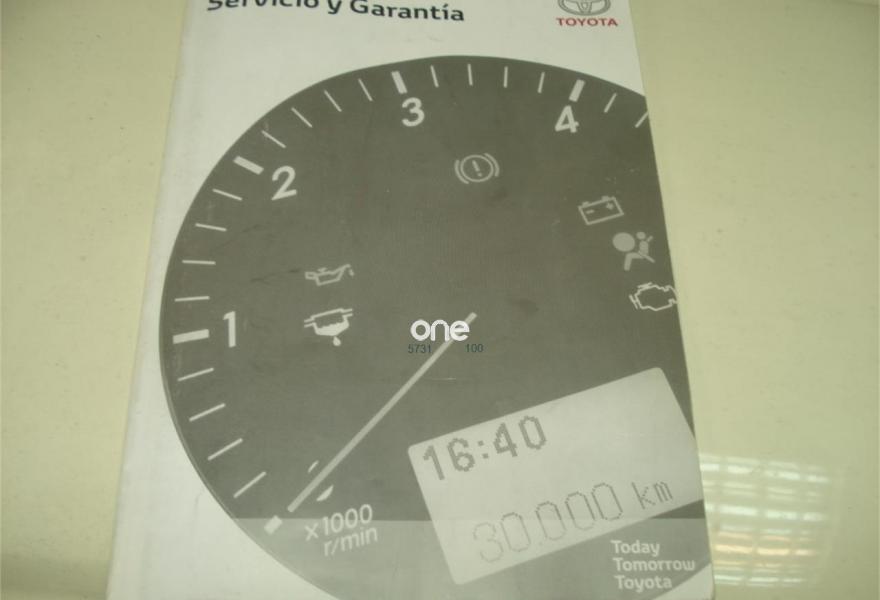 Servicio y Garantía
TOYOTA
3
4
2
1
one
5731 100
16:40
30.000 km
x1000
r/min
Today
Tomorrow
Toyota